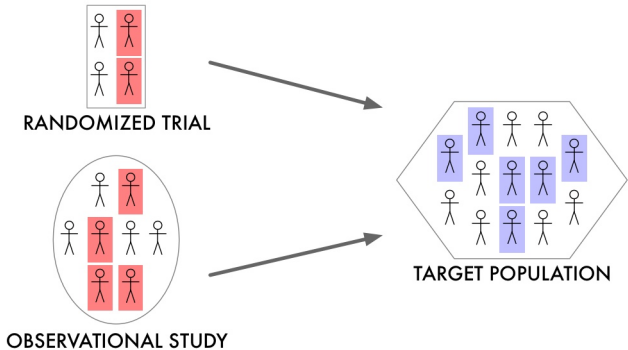 RANDOMIZED TRIAL
OBSERVATIONAL STUDY
TARGET POPULATION